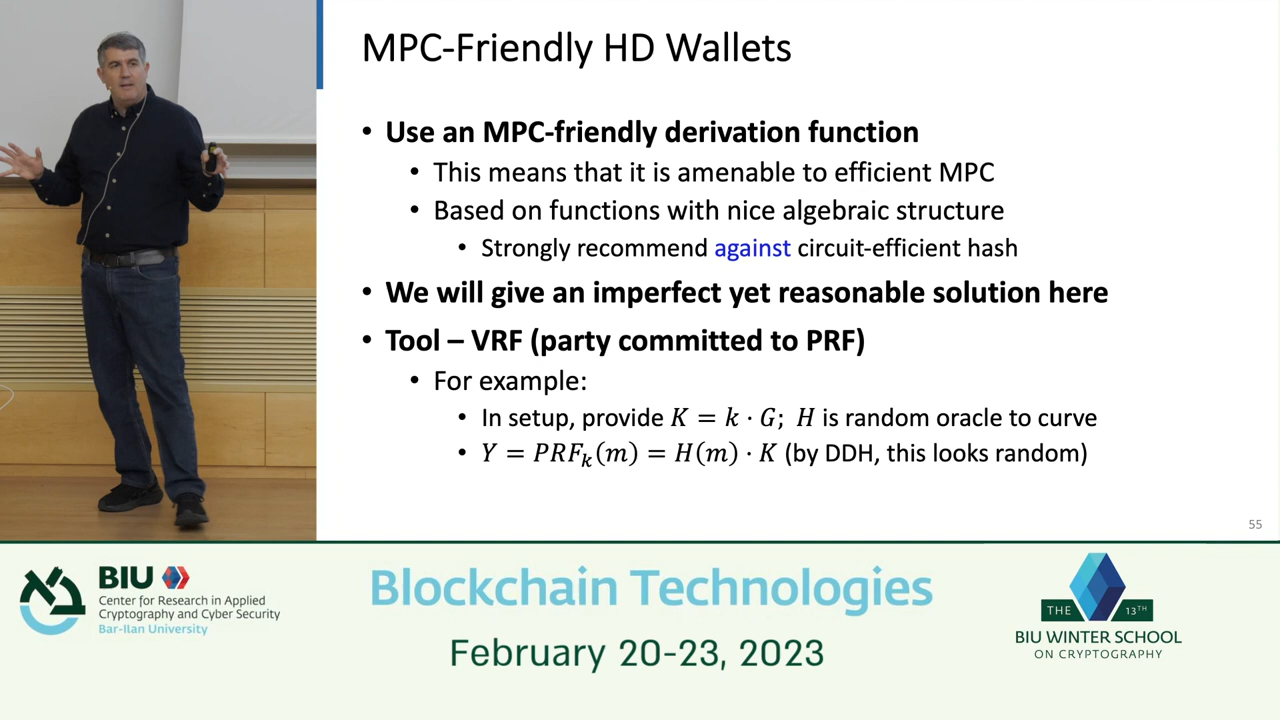 MPC-Friendly HD Wallets
• Use an MPC-friendly derivation function
• This means that it is amenable to efficient MPC
• Based on functions with nice algebraic structure
• Strongly recommend against circuit-efficient hash
• We will give an imperfect yet reasonable solution here
• Tool – VRF (party committed to PRF)
• For example:
• In setup, provide K = k · G; H is random oracle to curve
• Y = PRFₖ(m) = H(m) · K (by DDH, this looks random)
55
BIU
Center for Research in Applied
Cryptography and Cyber Security
Bar-Ilan University
Blockchain Technologies
February 20-23, 2023
THE 13TH
BIU WINTER SCHOOL
ON CRYPTOGRAPHY